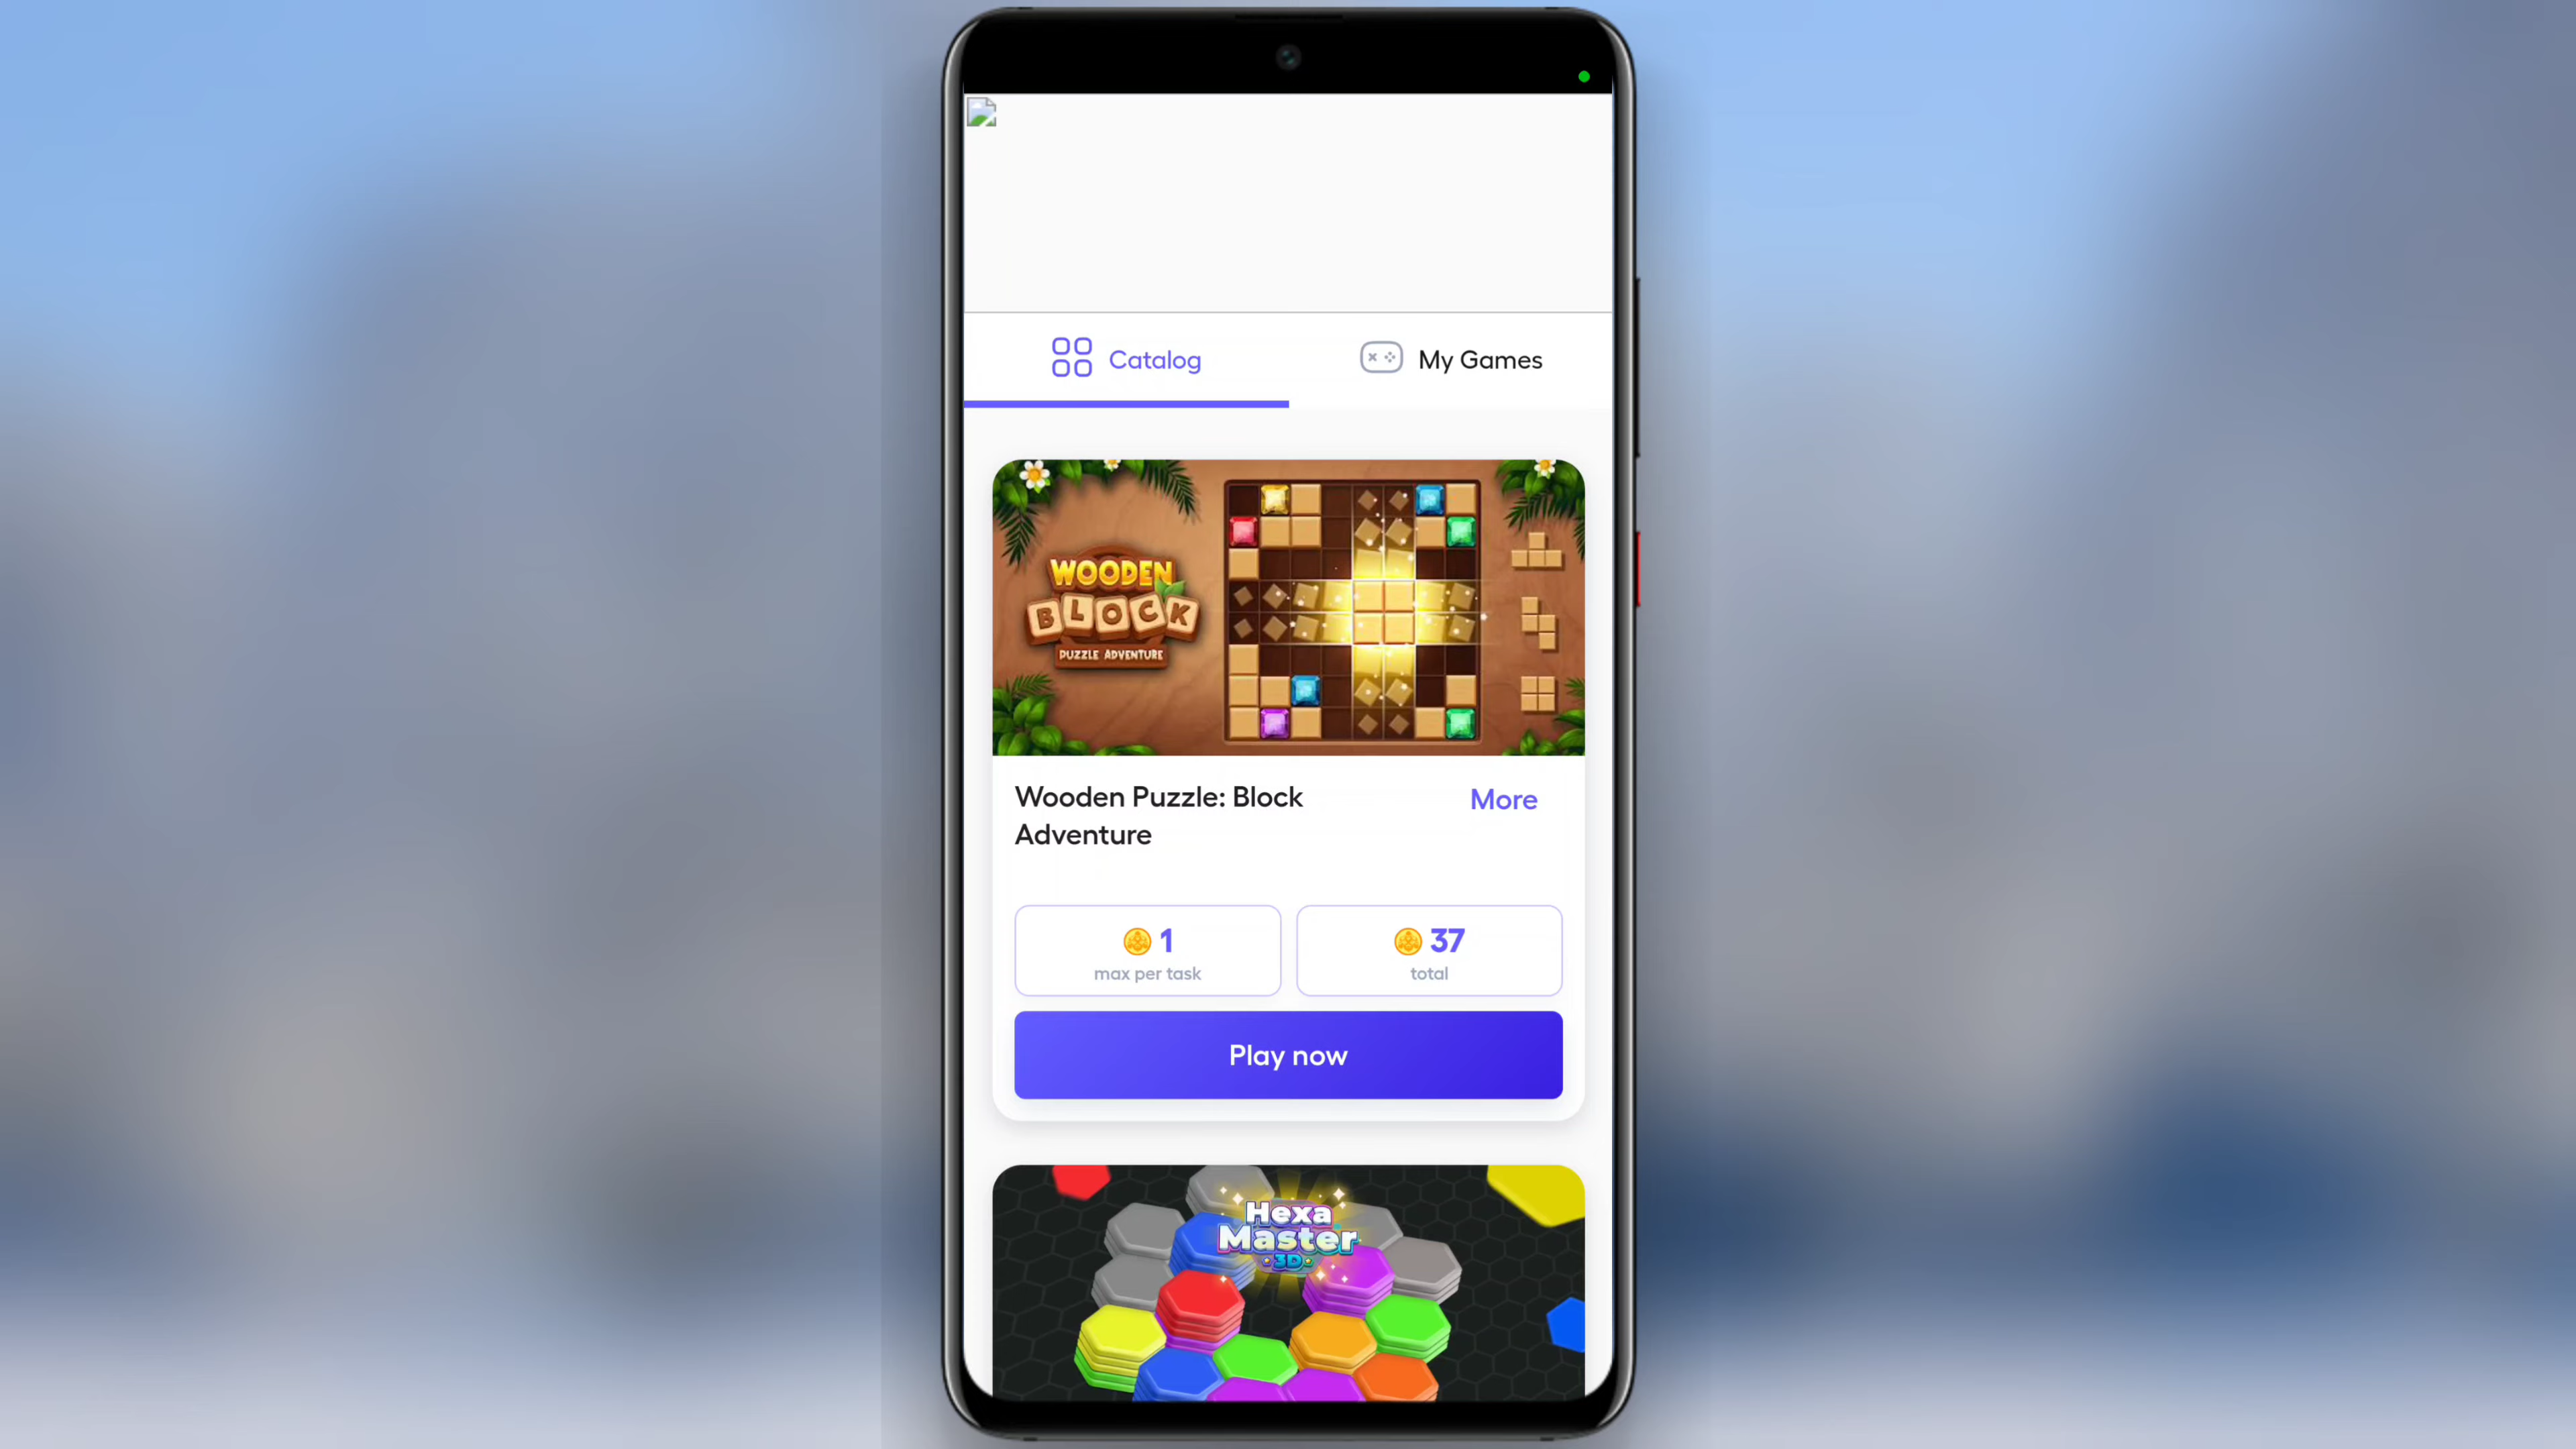 Catalog
My Games
WOODEN
BLOCK
PUZZLE ADVENTURE
Wooden Puzzle: Block
Adventure
More
1
max per task
37
total
Play now
Hexa
Master
3D